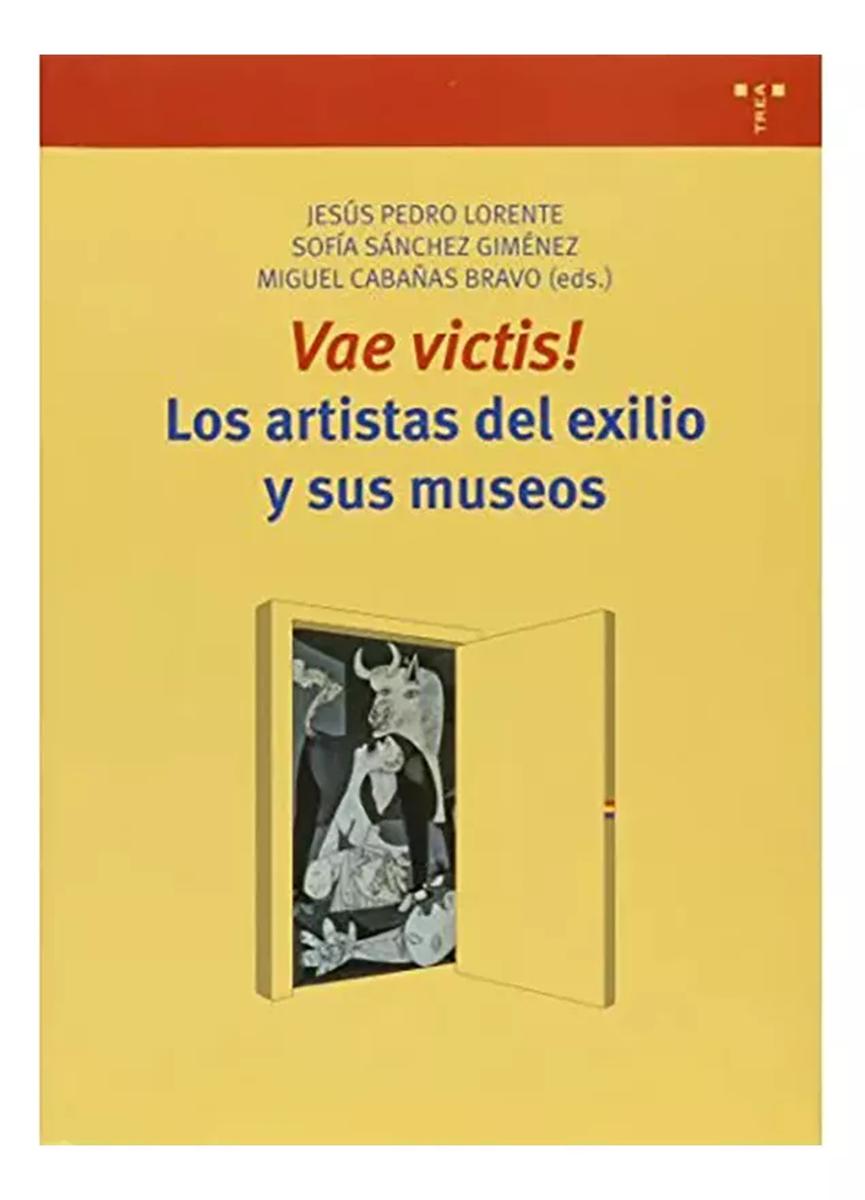 TREA
JESÚS PEDRO LORENTE
SOFÍA SÁNCHEZ GIMÉNEZ
MIGUEL CABAÑAS BRAVO (eds.)
Vae victis!
Los artistas del exilio
y sus museos